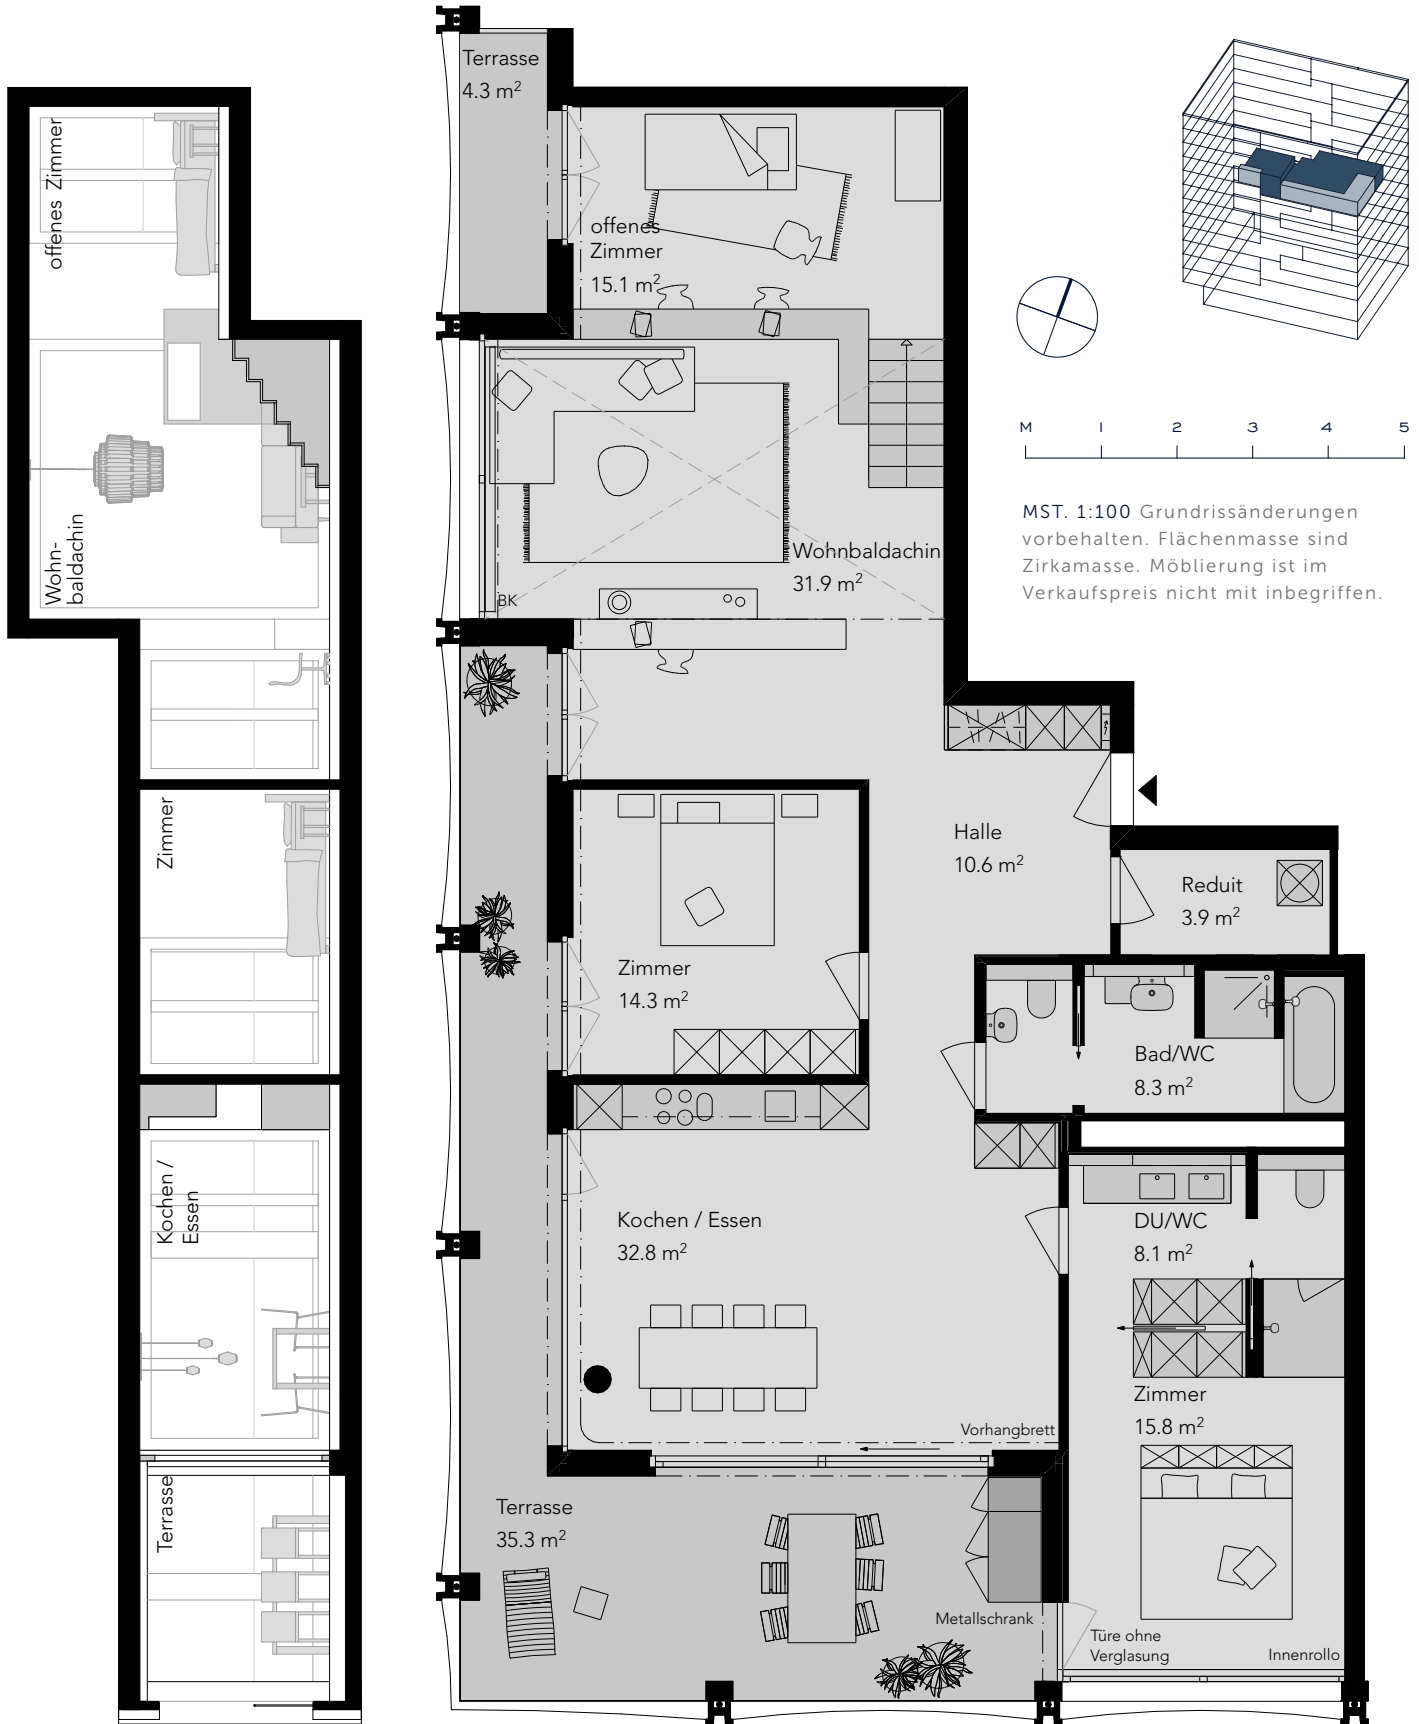 offenes Zimmer
Wohn-
baldachin
Zimmer
Kochen /
Essen
Terrasse
Terrasse
4.3 m²
offenes
Zimmer
15.1 m²
Wohnbaldachin
31.9 m²
BK
Halle
10.6 m²
Reduit
3.9 m²
Zimmer
14.3 m²
Bad/WC
8.3 m²
Kochen / Essen
32.8 m²
DU/WC
8.1 m²
Zimmer
15.8 m²
Vorhangbrett
Terrasse
35.3 m²
Metallschrank
Türe ohne
Verglasung
Innenrollo
M 1 2 3 4 5
MST. 1:100 Grundrissänderungen
vorbehalten. Flächenmasse sind
Zirkamasse. Möblierung ist im
Verkaufspreis nicht mit inbegriffen.